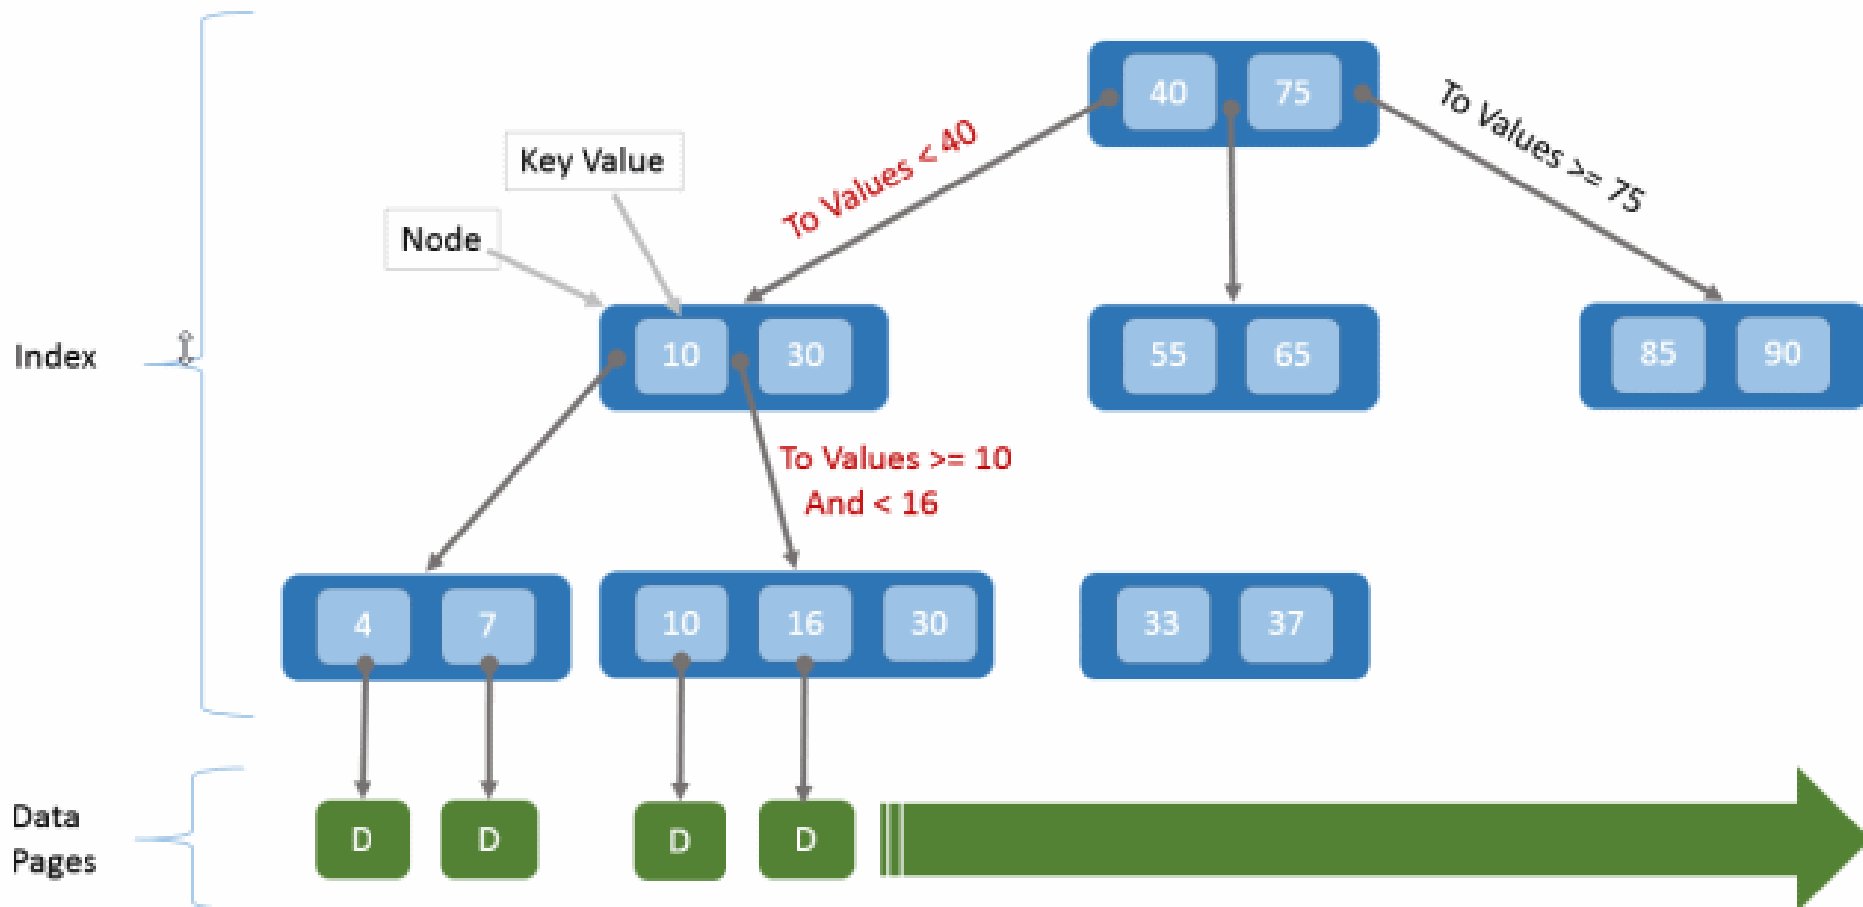 40
75
To Values < 40
To Values >= 75
Key Value
Node
Index
10
30
55
65
85
90
To Values >= 10
And < 16
4
7
10
16
30
33
37
Data
Pages
D
D
D
D